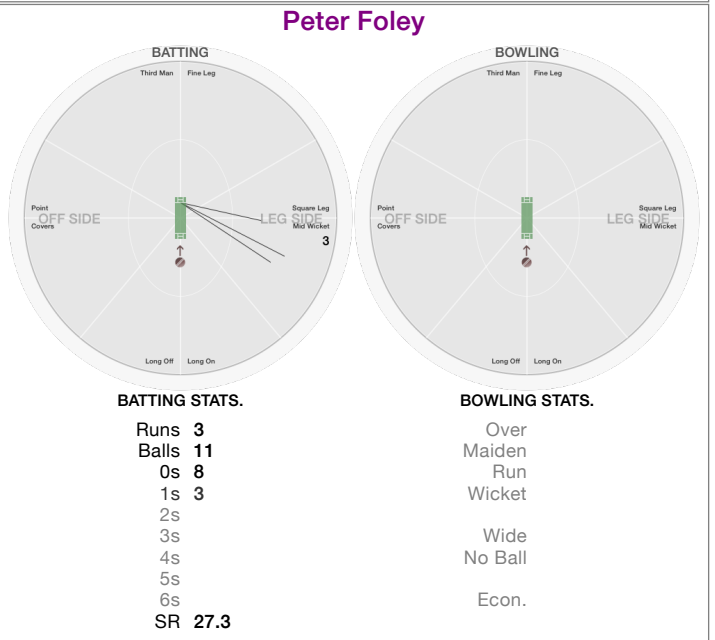 Peter Foley
BATTING
Third Man Fine Leg
Point
OFF SIDE
Covers
Square Leg
LEG SIDE
Mid Wicket
3
Long Off Long On
BATTING STATS.
Runs 3
Balls 11
0s 8
1s 3
2s
3s
4s
5s
6s
SR 27.3
BOWLING
Third Man Fine Leg
Point
OFF SIDE
Covers
Square Leg
LEG SIDE
Mid Wicket
Long Off Long On
BOWLING STATS.
Over
Maiden
Run
Wicket
Wide
No Ball
Econ.